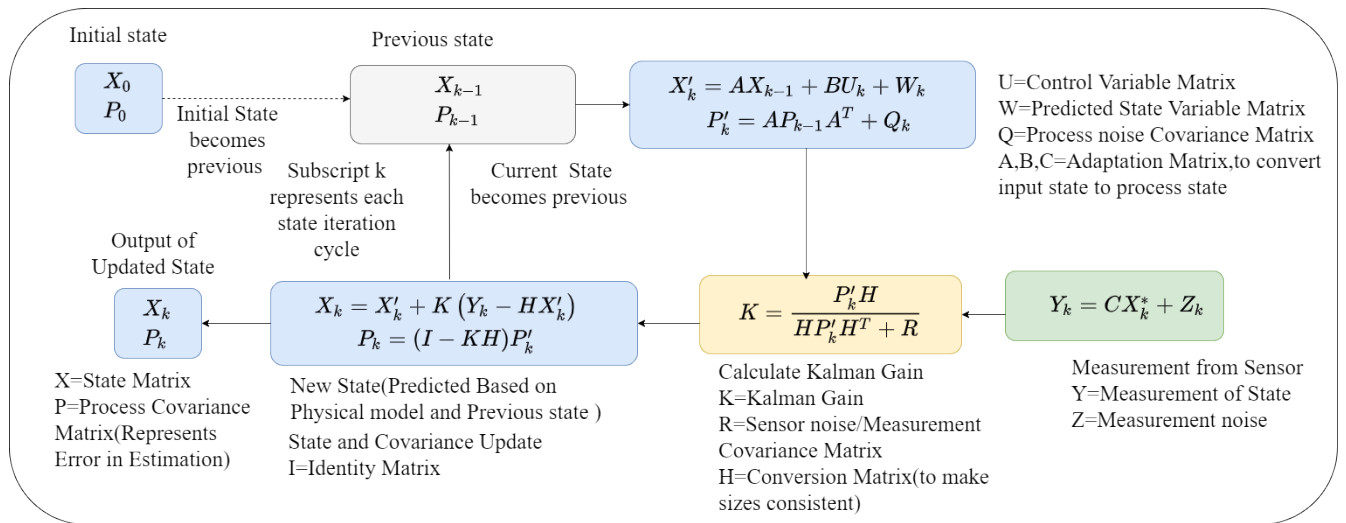 Initial state
X_0
P_0
Initial State
becomes
previous
Previous state
X_{k-1}
P_{k-1}
Subscript k
represents each
state iteration
cycle
Current State
becomes previous
X'_k = AX_{k-1} + BU_k + W_k
P'_k = AP_{k-1}A^T + Q_k
U=Control Variable Matrix
W=Predicted State Variable Matrix
Q=Process noise Covariance Matrix
A,B,C=Adaptation Matrix,to convert
input state to process state
Output of
Updated State
X_k
P_k
X=State Matrix
P=Process Covariance
Matrix(Represents
Error in Estimation)
X_k = X'_k + K (Y_k − HX'_k)
P_k = (I − KH)P'_k
New State(Predicted Based on
Physical model and Previous state )
State and Covariance Update
I=Identity Matrix
K = \frac{P'_k H}{HP'_k H^T + R}
Calculate Kalman Gain
K=Kalman Gain
R=Sensor noise/Measurement
Covariance Matrix
H=Conversion Matrix(to make
sizes consistent)
Y_k = CX^*_k + Z_k
Measurement from Sensor
Y=Measurement of State
Z=Measurement noise